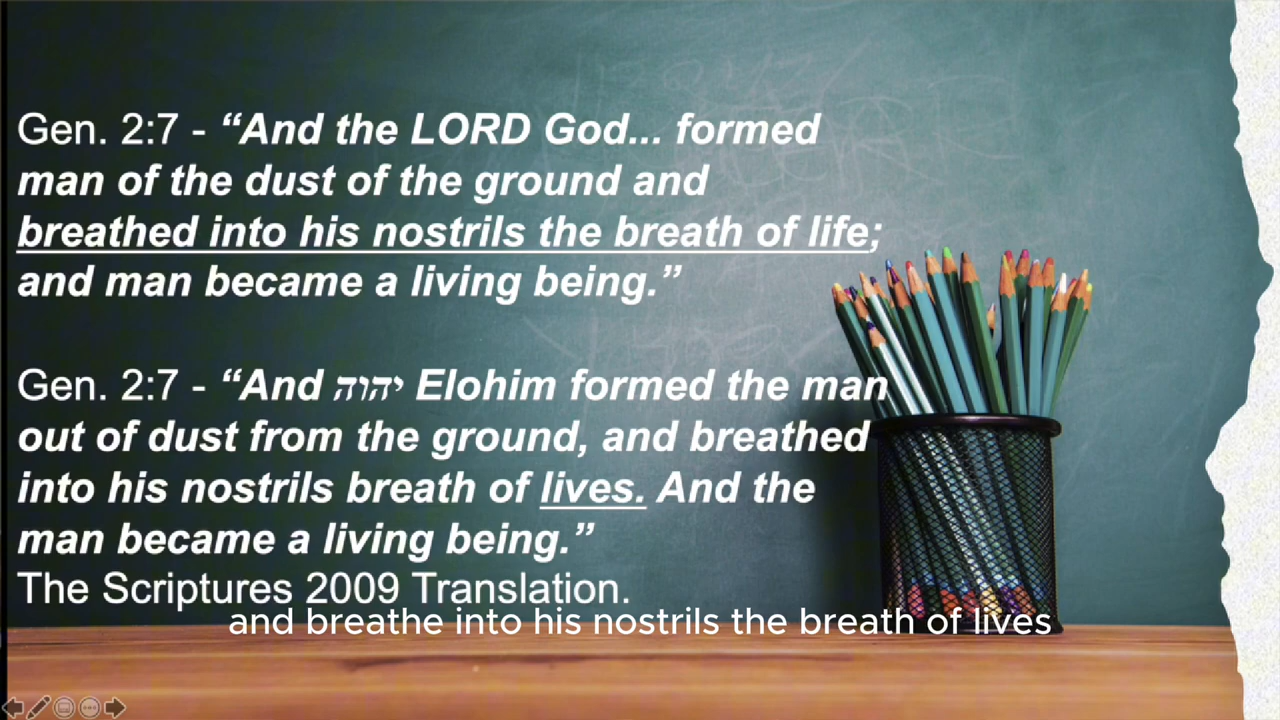 Gen. 2:7 - “And the LORD God... formed
man of the dust of the ground and
breathed into his nostrils the breath of life;
and man became a living being.”
Gen. 2:7 - “And יהוה Elohim formed the man
out of dust from the ground, and breathed
into his nostrils breath of lives. And the
man became a living being.”
The Scriptures 2009 Translation.
and breathe into his nostrils the breath of lives